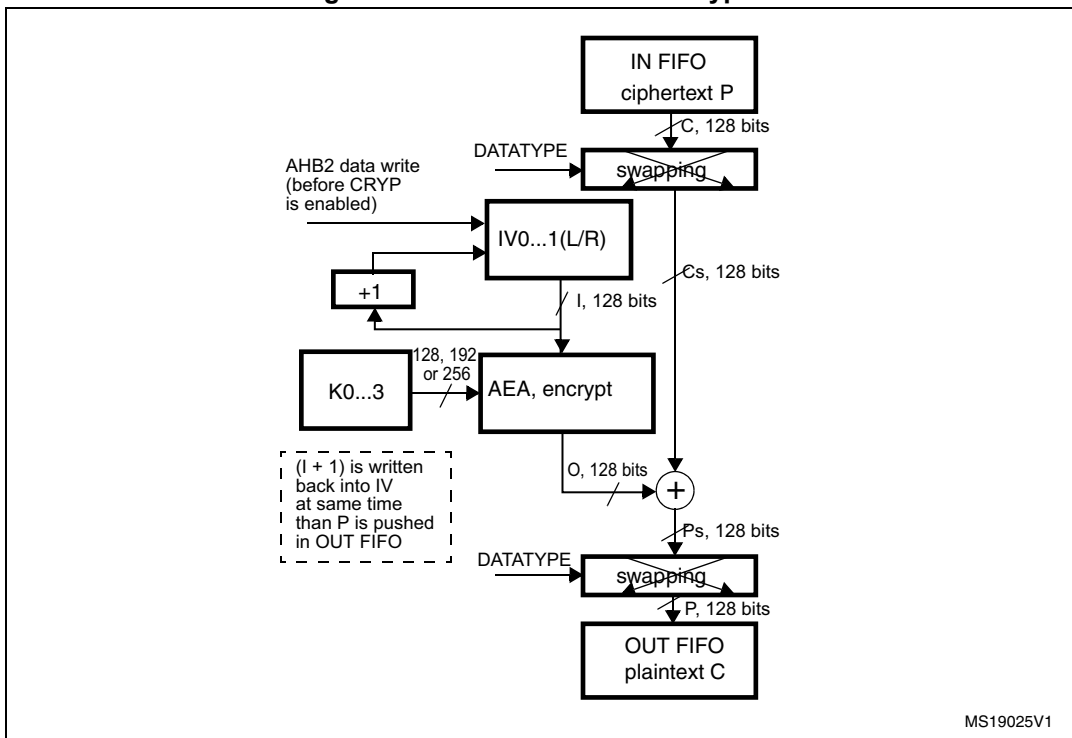 IN FIFO
ciphertext P
C, 128 bits
DATATYPE
swapping
AHB2 data write
(before CRYP
is enabled)
IV0...1(L/R)
Cs, 128 bits
+1
I, 128 bits
128, 192
or 256
K0...3
AEA, encrypt
(I + 1) is written
back into IV
at same time
than P is pushed
in OUT FIFO
O, 128 bits
+
Ps, 128 bits
DATATYPE
swapping
P, 128 bits
OUT FIFO
plaintext C
MS19025V1